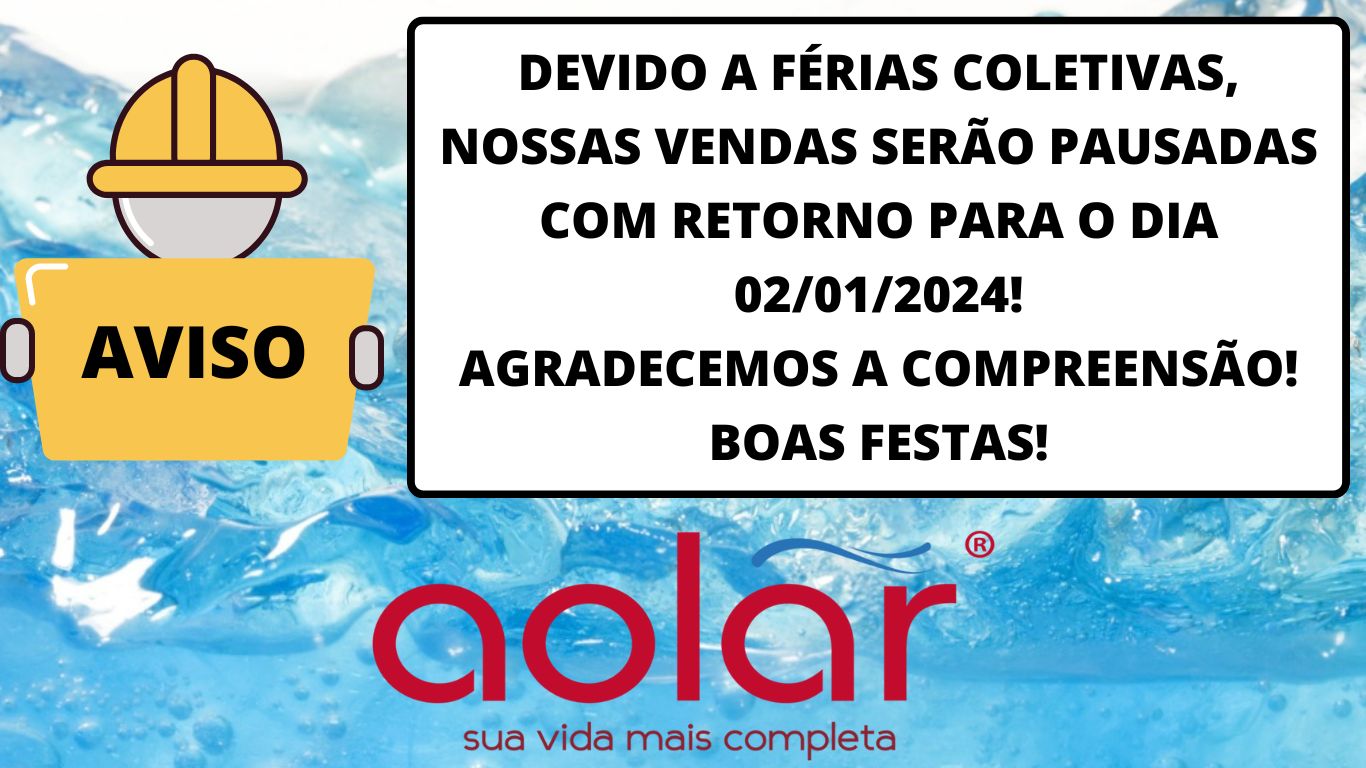 AVISO
DEVIDO A FÉRIAS COLETIVAS,
NOSSAS VENDAS SERÃO PAUSADAS
COM RETORNO PARA O DIA
02/01/2024!
AGRADECEMOS A COMPREENSÃO!
BOAS FESTAS!
aolar®
sua vida mais completa